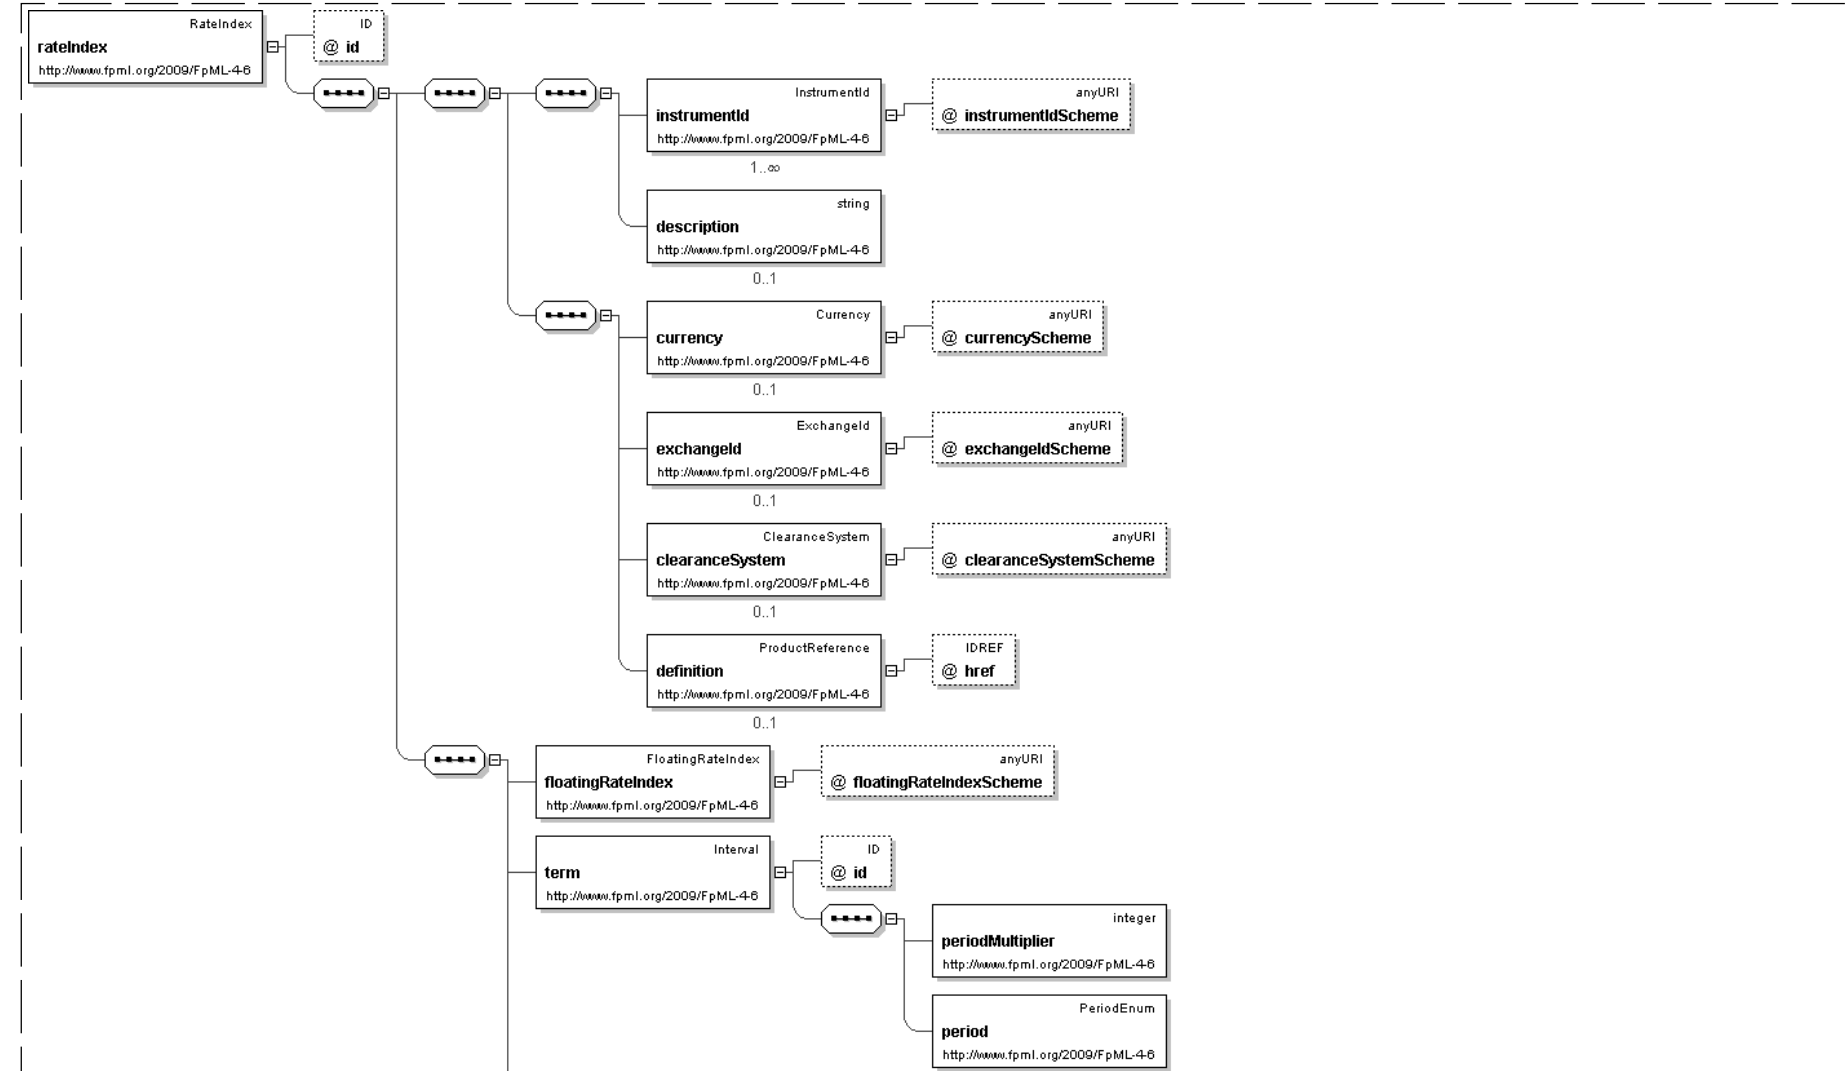 RateIndex
rateIndex
http://www.fpml.org/2009/FpML-4-6
ID
@ id
InstrumentId
instrumentId
http://www.fpml.org/2009/FpML-4-6
1..∞
anyURI
@ instrumentIdScheme
string
description
http://www.fpml.org/2009/FpML-4-6
0..1
Currency
currency
http://www.fpml.org/2009/FpML-4-6
0..1
anyURI
@ currencyScheme
ExchangeId
exchangeId
http://www.fpml.org/2009/FpML-4-6
0..1
anyURI
@ exchangeIdScheme
ClearanceSystem
clearanceSystem
http://www.fpml.org/2009/FpML-4-6
0..1
anyURI
@ clearanceSystemScheme
ProductReference
definition
http://www.fpml.org/2009/FpML-4-6
0..1
IDREF
@ href
FloatingRateIndex
floatingRateIndex
http://www.fpml.org/2009/FpML-4-6
anyURI
@ floatingRateIndexScheme
Interval
term
http://www.fpml.org/2009/FpML-4-6
ID
@ id
integer
periodMultiplier
http://www.fpml.org/2009/FpML-4-6
PeriodEnum
period
http://www.fpml.org/2009/FpML-4-6